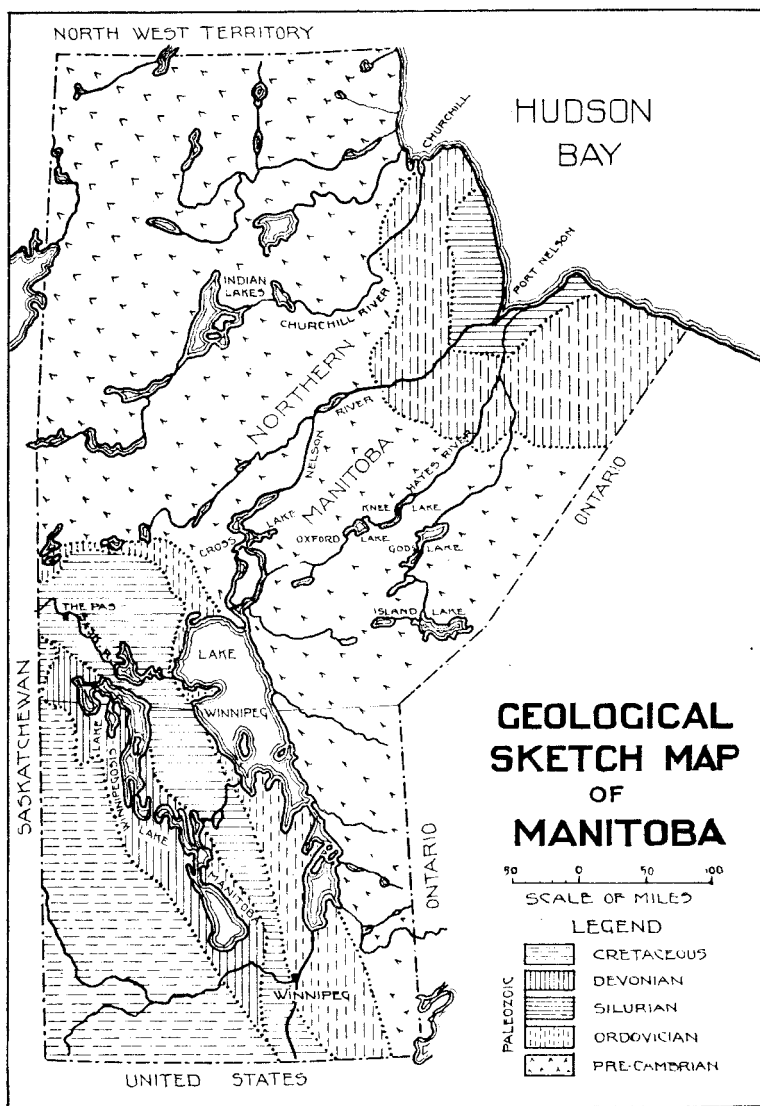 NORTH WEST TERRITORY
HUDSON
BAY
CHURCHILL
PORT NELSON
INDIAN
LAKES
CHURCHILL RIVER
NORTHERN
MANITOBA
NELSON
RIVER
HAYES RIVER
CROSS
LAKE
OXFORD
LAKE
KNEE
LAKE
GODS LAKE
ISLAND LAKE
ONTARIO
THE PAS
LAKE
WINNIPEG
SASKATCHEWAN
LAKE
WINNIPEGOSIS
LAKE
MANITOBA
WINNIPEG
ONTARIO
UNITED STATES
GEOLOGICAL
SKETCH MAP
OF
MANITOBA
50 0 50 100
SCALE OF MILES
LEGEND
PALEOZOIC
CRETACEOUS
DEVONIAN
SILURIAN
ORDOVICIAN
PRE-CAMBRIAN